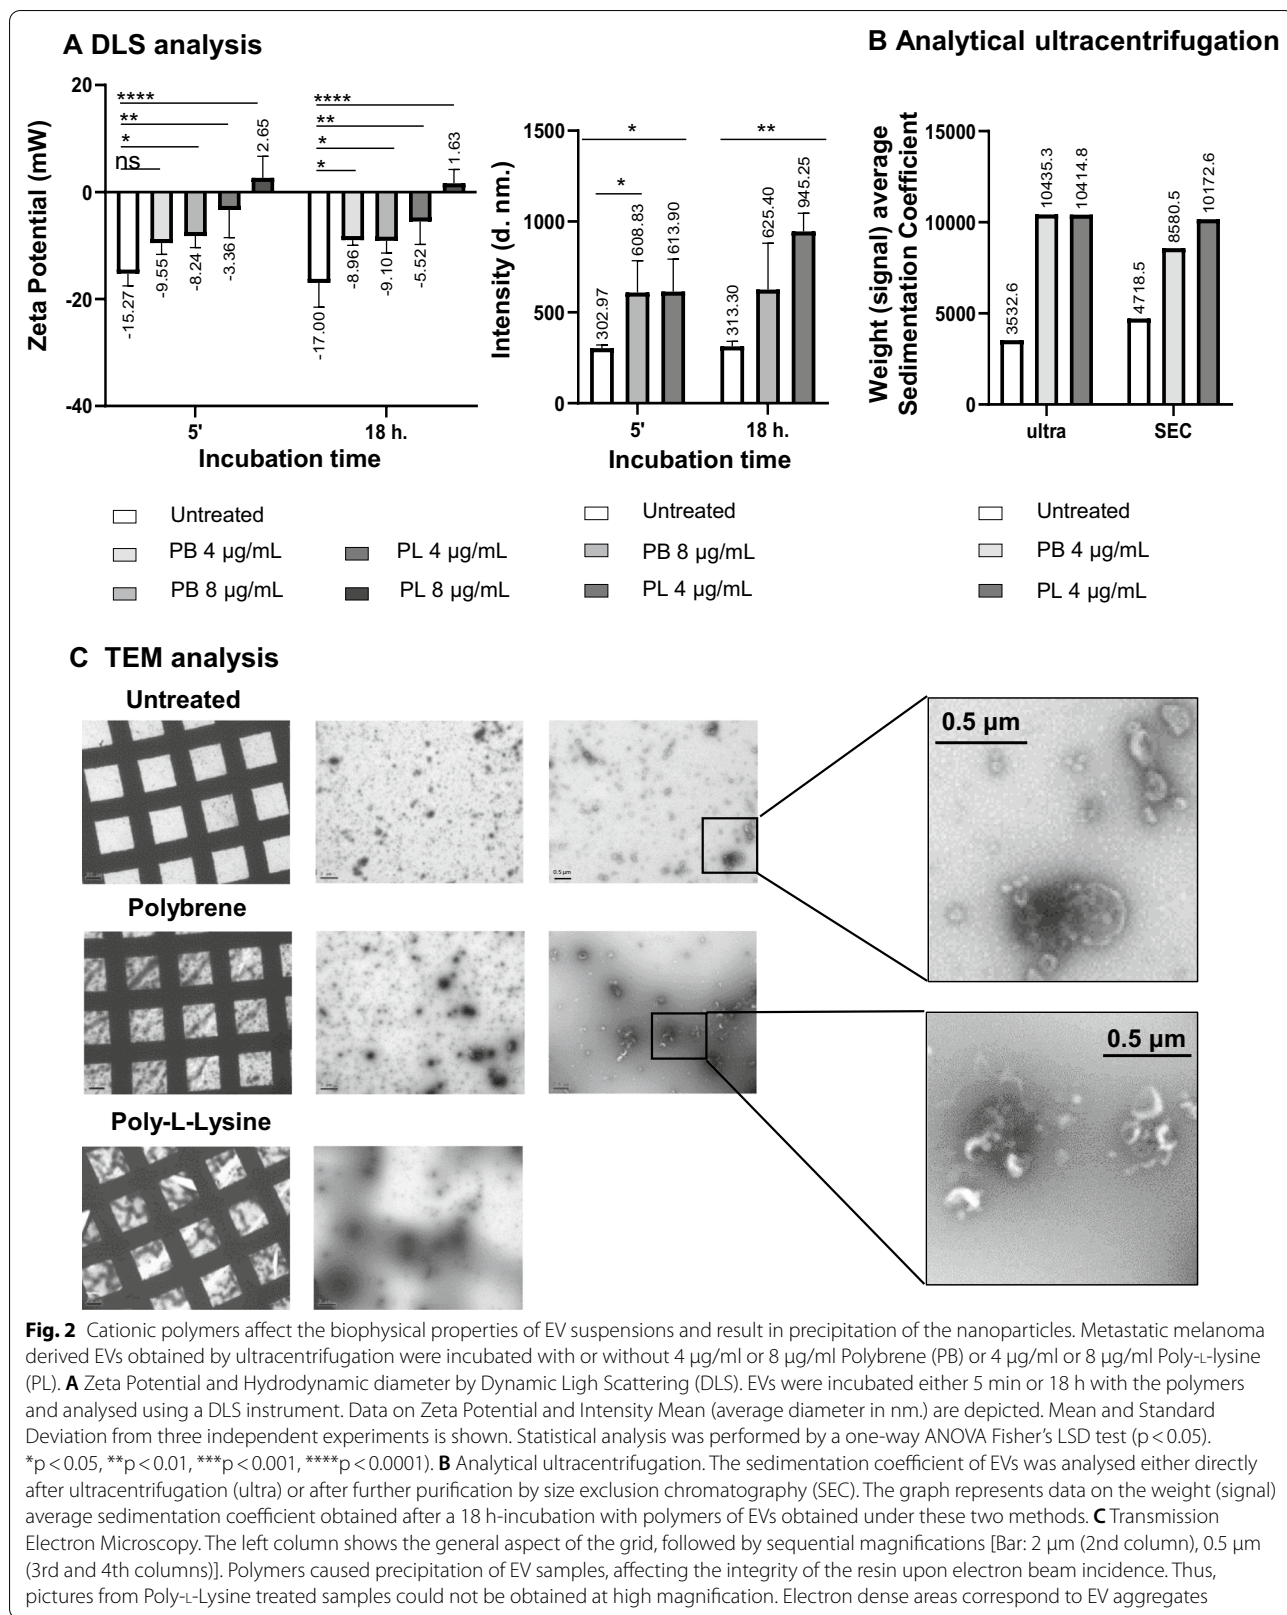 A DLS analysis
B Analytical ultracentrifugation
Zeta Potential (mW)
20
0
-20
-40
****
**
*
ns
****
**
*
*
-15.27
-9.55
-8.24
-3.36
2.65
-17.00
-8.96
-9.10
-5.52
1.63
5'
18 h.
Incubation time
Untreated
PB 4 µg/mL
PL 4 µg/mL
PB 8 µg/mL
PL 8 µg/mL
Intensity (d. nm.)
1500
1000
500
0
*
*
**
302.97
608.83
613.90
313.30
625.40
945.25
5'
18 h.
Incubation time
Untreated
PB 8 µg/mL
PL 4 µg/mL
Weight (signal) average
Sedimentation Coefficient
15000
10000
5000
0
3532.6
10435.3
10414.8
4718.5
8580.5
10172.6
ultra
SEC
Untreated
PB 4 µg/mL
PL 4 µg/mL
C TEM analysis
Untreated
0.5 µm
0.5 µm
Polybrene
0.5 µm
Poly-L-Lysine
Fig. 2 Cationic polymers affect the biophysical properties of EV suspensions and result in precipitation of the nanoparticles. Metastatic melanoma
derived EVs obtained by ultracentrifugation were incubated with or without 4 µg/ml or 8 µg/ml Polybrene (PB) or 4 µg/ml or 8 µg/ml Poly-L-lysine
(PL). A Zeta Potential and Hydrodynamic diameter by Dynamic Ligh Scattering (DLS). EVs were incubated either 5 min or 18 h with the polymers
and analysed using a DLS instrument. Data on Zeta Potential and Intensity Mean (average diameter in nm.) are depicted. Mean and Standard
Deviation from three independent experiments is shown. Statistical analysis was performed by a one-way ANOVA Fisher's LSD test (p < 0.05).
*p < 0.05, **p < 0.01, ***p < 0.001, ****p < 0.0001). B Analytical ultracentrifugation. The sedimentation coefficient of EVs was analysed either directly
after ultracentrifugation (ultra) or after further purification by size exclusion chromatography (SEC). The graph represents data on the weight (signal)
average sedimentation coefficient obtained after a 18 h-incubation with polymers of EVs obtained under these two methods. C Transmission
Electron Microscopy. The left column shows the general aspect of the grid, followed by sequential magnifications [Bar: 2 µm (2nd column), 0.5 µm
(3rd and 4th columns)]. Polymers caused precipitation of EV samples, affecting the integrity of the resin upon electron beam incidence. Thus,
pictures from Poly-L-Lysine treated samples could not be obtained at high magnification. Electron dense areas correspond to EV aggregates